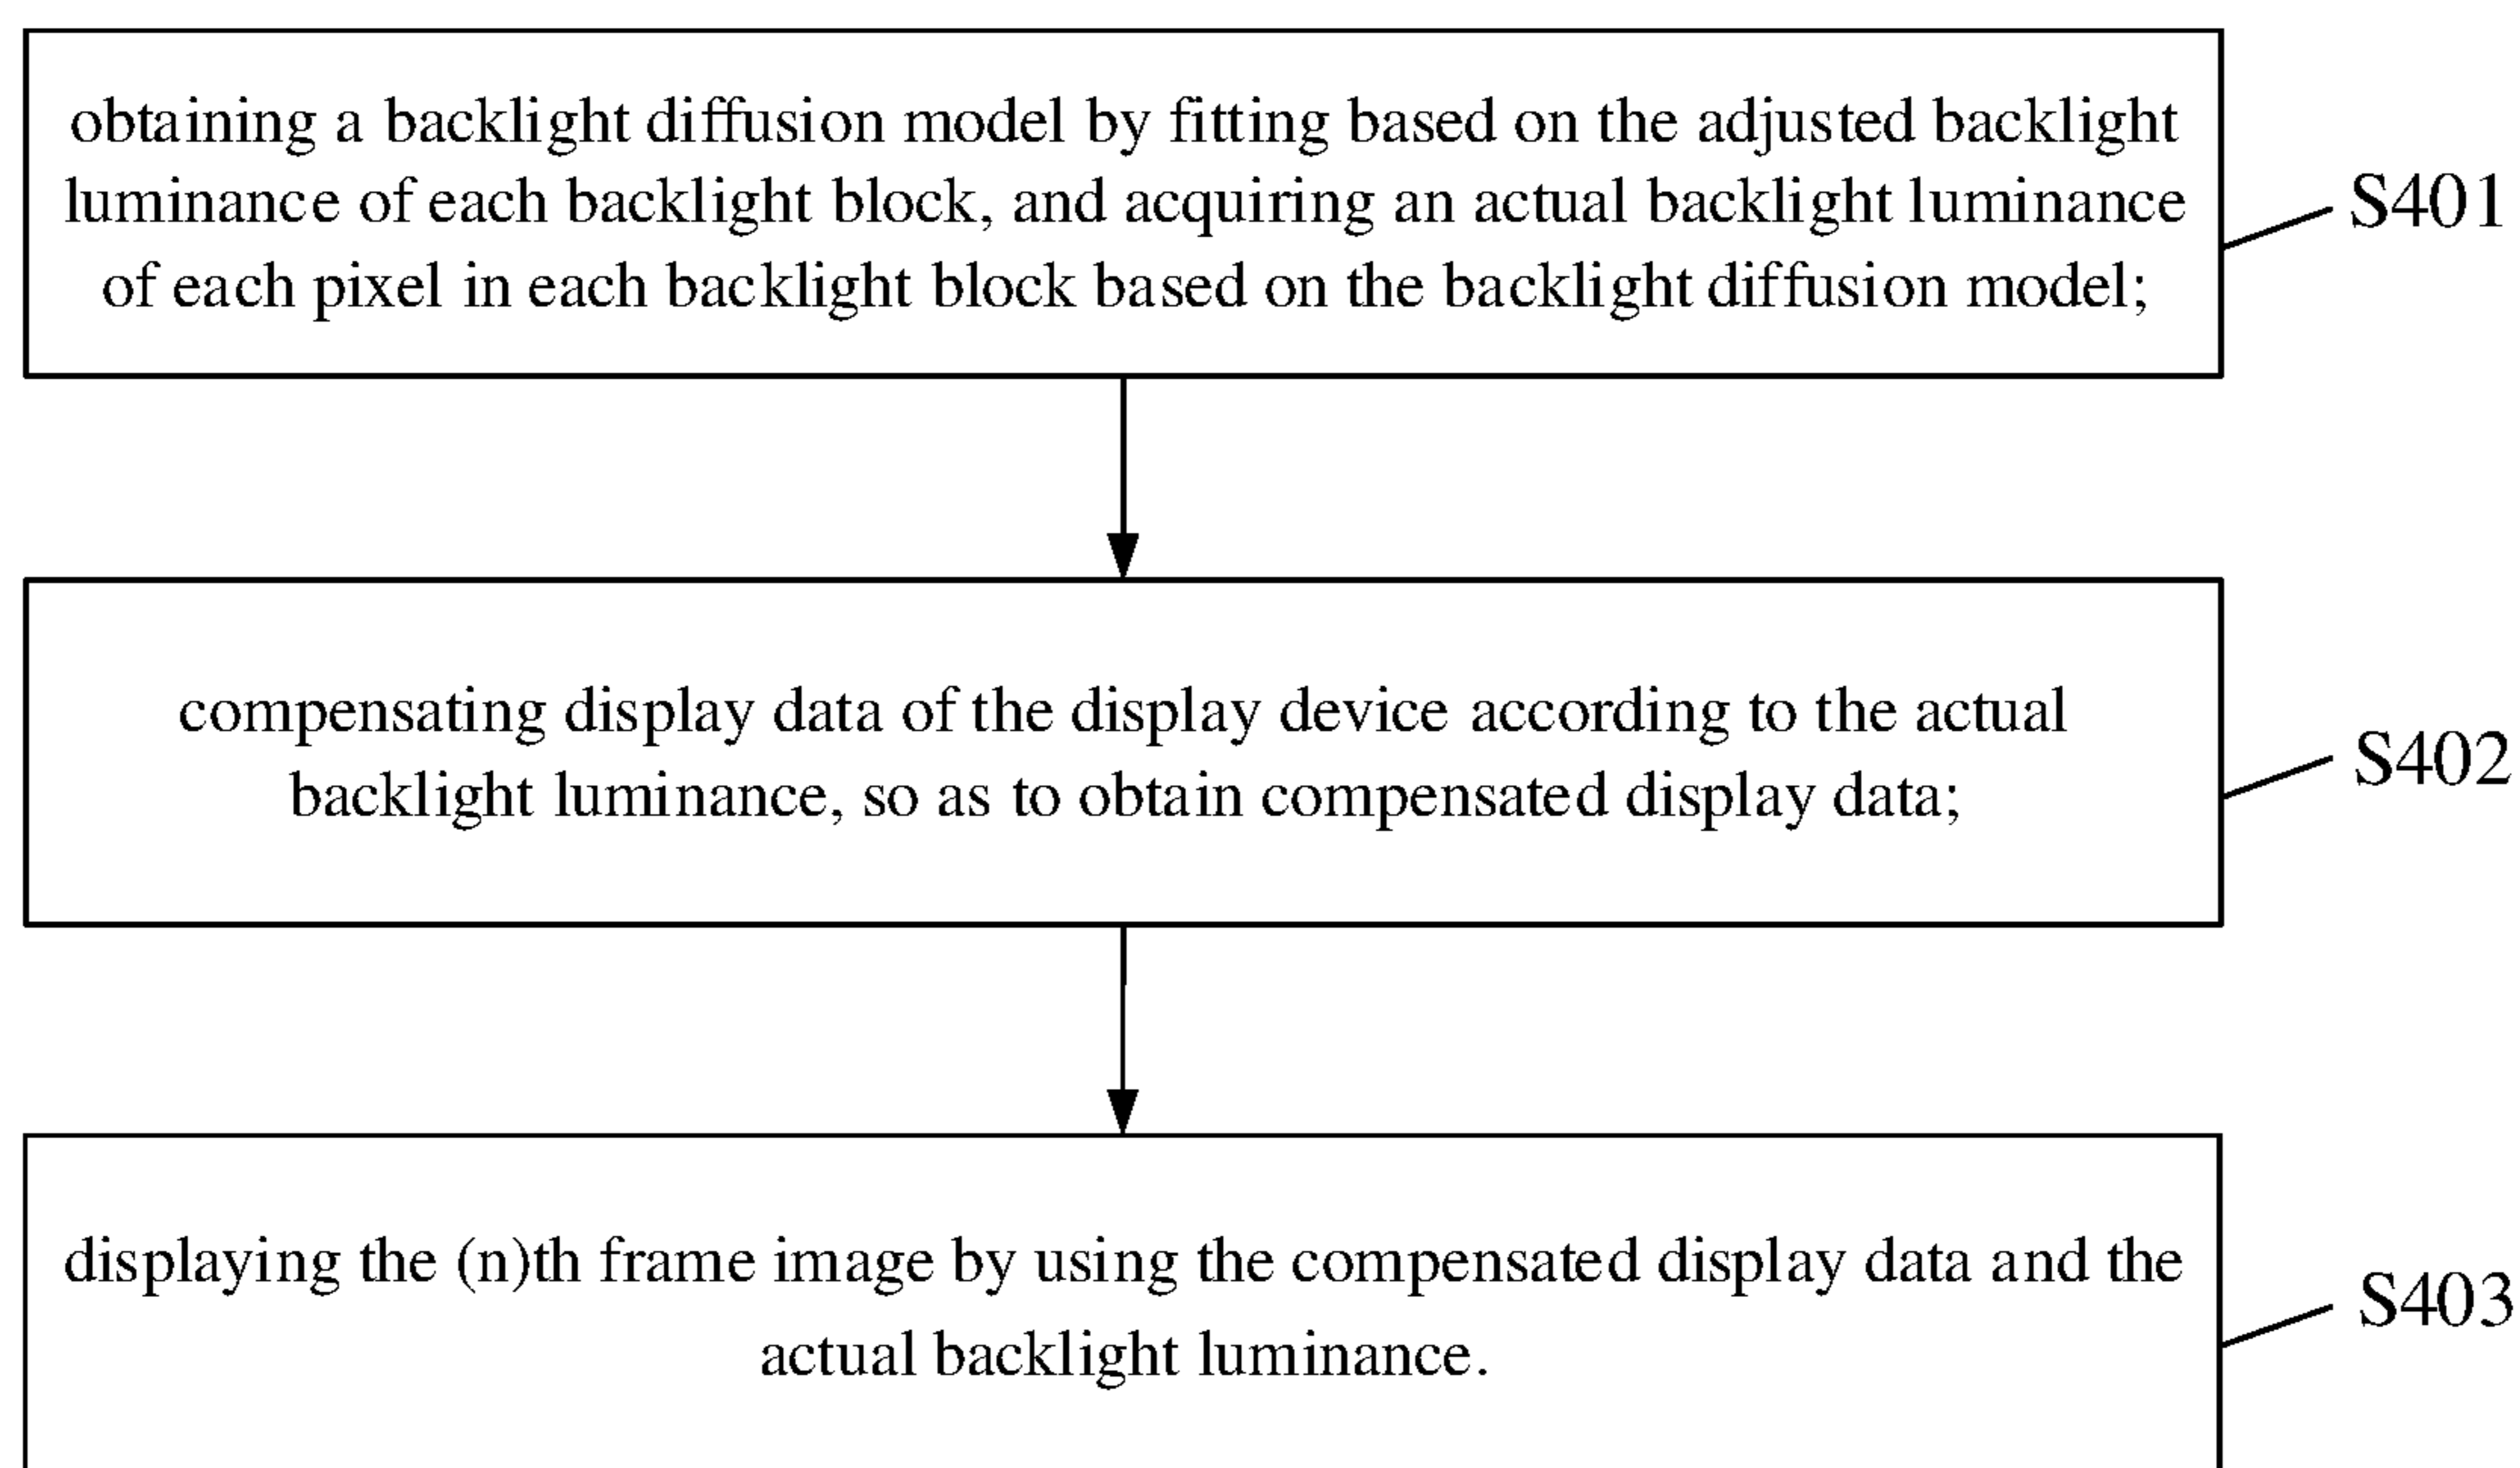 obtaining a backlight diffusion model by fitting based on the adjusted backlight
luminance of each backlight block, and acquiring an actual backlight luminance
of each pixel in each backlight block based on the backlight diffusion model;
S401
compensating display data of the display device according to the actual
backlight luminance, so as to obtain compensated display data;
S402
displaying the (n)th frame image by using the compensated display data and the
actual backlight luminance.
S403